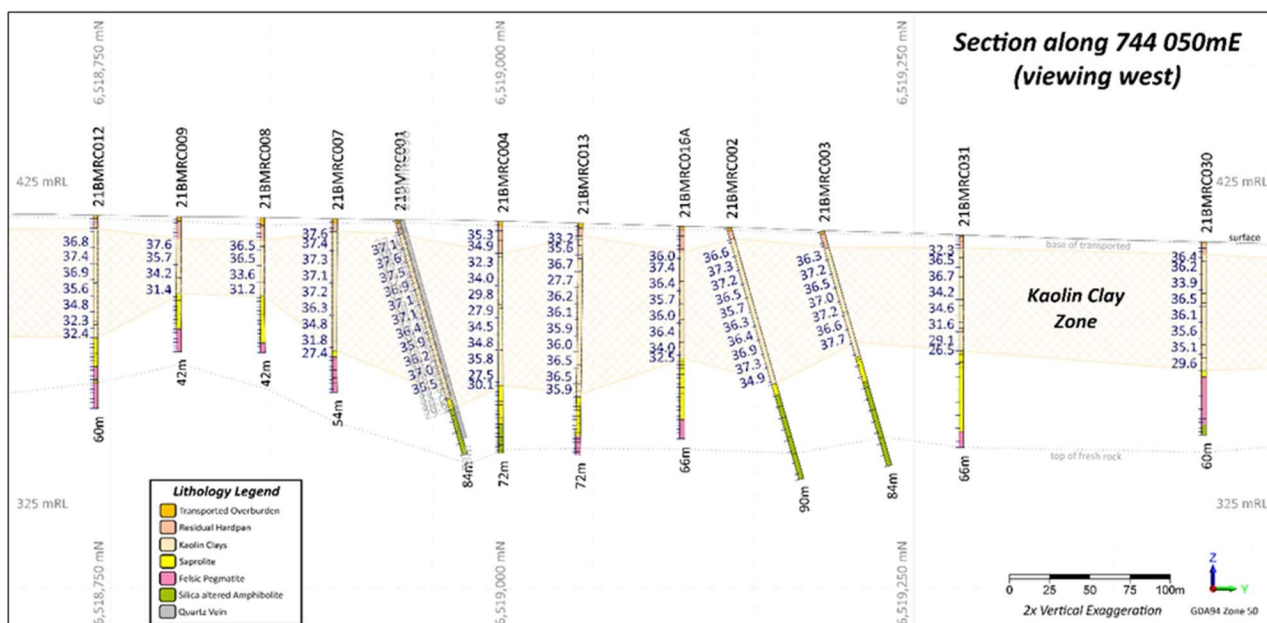 Section along 744 050mE
(viewing west)
6,518,750 mN
6,519,000 mN
6,519,250 mN
21BMRC012
21BMRC009
21BMRC008
21BMRC007
21BMRC001
21BMRC004
21BMRC013
21BMRC016A
21BMRC002
21BMRC003
21BMRC031
21BMRC030
425 mRL
425 mRL
surface
base of transported
36.8
37.4
36.9
35.6
34.8
32.3
32.4
60m
37.6
35.7
34.2
31.4
42m
36.5
36.5
33.6
31.2
42m
37.6
37.4
37.3
37.1
37.2
36.3
34.8
31.8
27.4
54m
37.1
37.6
37.5
36.9
37.1
37.1
36.4
35.9
36.2
37.0
35.5
84m
35.3
34.9
32.3
34.0
29.8
27.9
34.5
34.8
35.8
27.5
30.1
72m
33.2
35.6
36.7
27.7
36.2
36.1
35.9
36.0
36.5
36.5
35.9
72m
36.0
37.4
36.4
35.7
36.0
36.4
34.0
32.5
66m
36.6
37.3
37.2
36.5
35.7
36.3
36.4
36.9
37.3
34.9
90m
36.3
37.2
36.5
37.0
37.2
36.6
37.7
84m
32.3
36.5
36.7
34.2
34.6
31.6
29.1
26.5
66m
36.4
36.2
33.9
36.5
36.1
35.6
35.1
29.6
60m
Kaolin Clay
Zone
top of fresh rock
325 mRL
325 mRL
Lithology Legend
Transported Overburden
Residual Hardpan
Kaolin Clays
Saprolite
Felsic Pegmatite
Silica altered Amphibolite
Quartz Vein
6,518,750 mN
6,519,000 mN
6,519,250 mN
0 25 50 75 100m
2x Vertical Exaggeration
Z
Y
GDA94 Zone 50